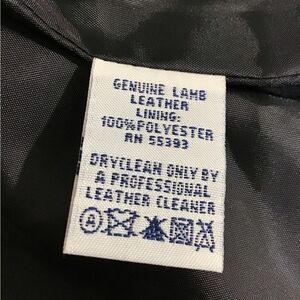 GENUINE LAMB
LEATHER
LINING:
100%POLYESTER
RN 55393
DRYCLEAN ONLY BY
A PROFESSIONAL
LEATHER CLEANER
A